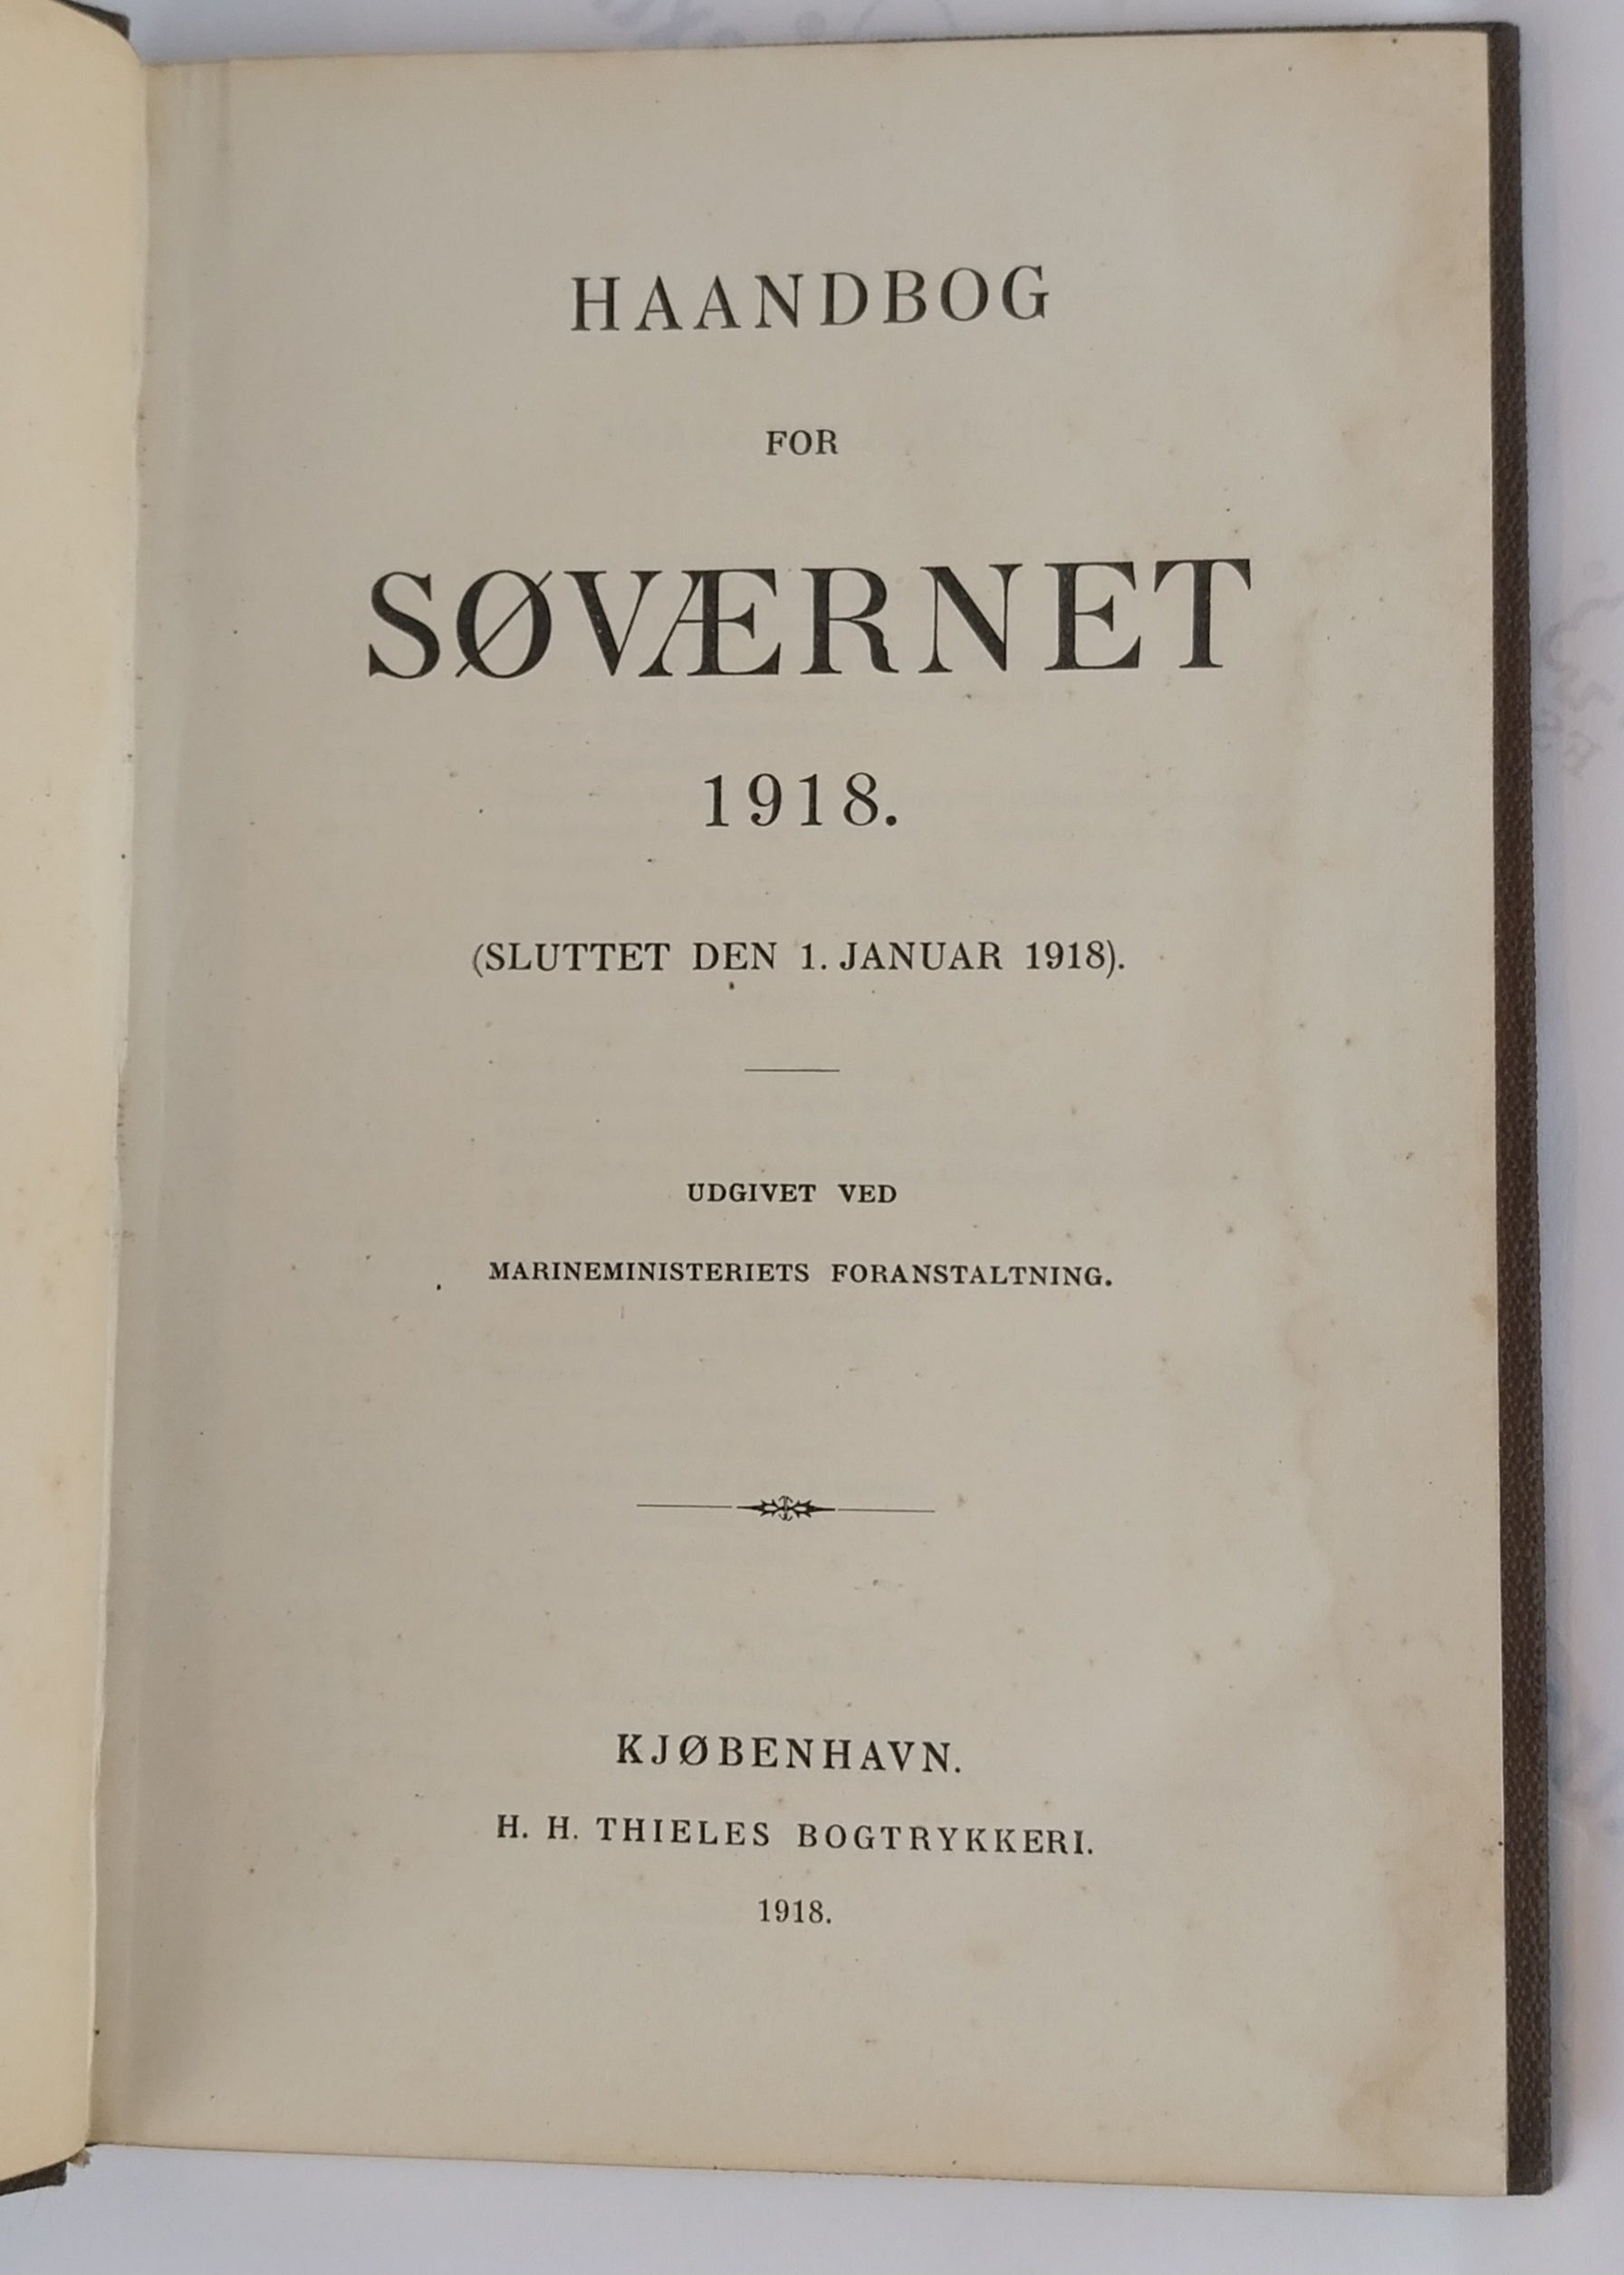 HAANDBOG
FOR
SØVÆRNET
1918.
(SLUTTET DEN 1. JANUAR 1918).
UDGIVET VED
MARINEMINISTERIETS FORANSTALTNING.
KJØBENHAVN.
H. H. THIELES BOGTRYKKERI.
1918.